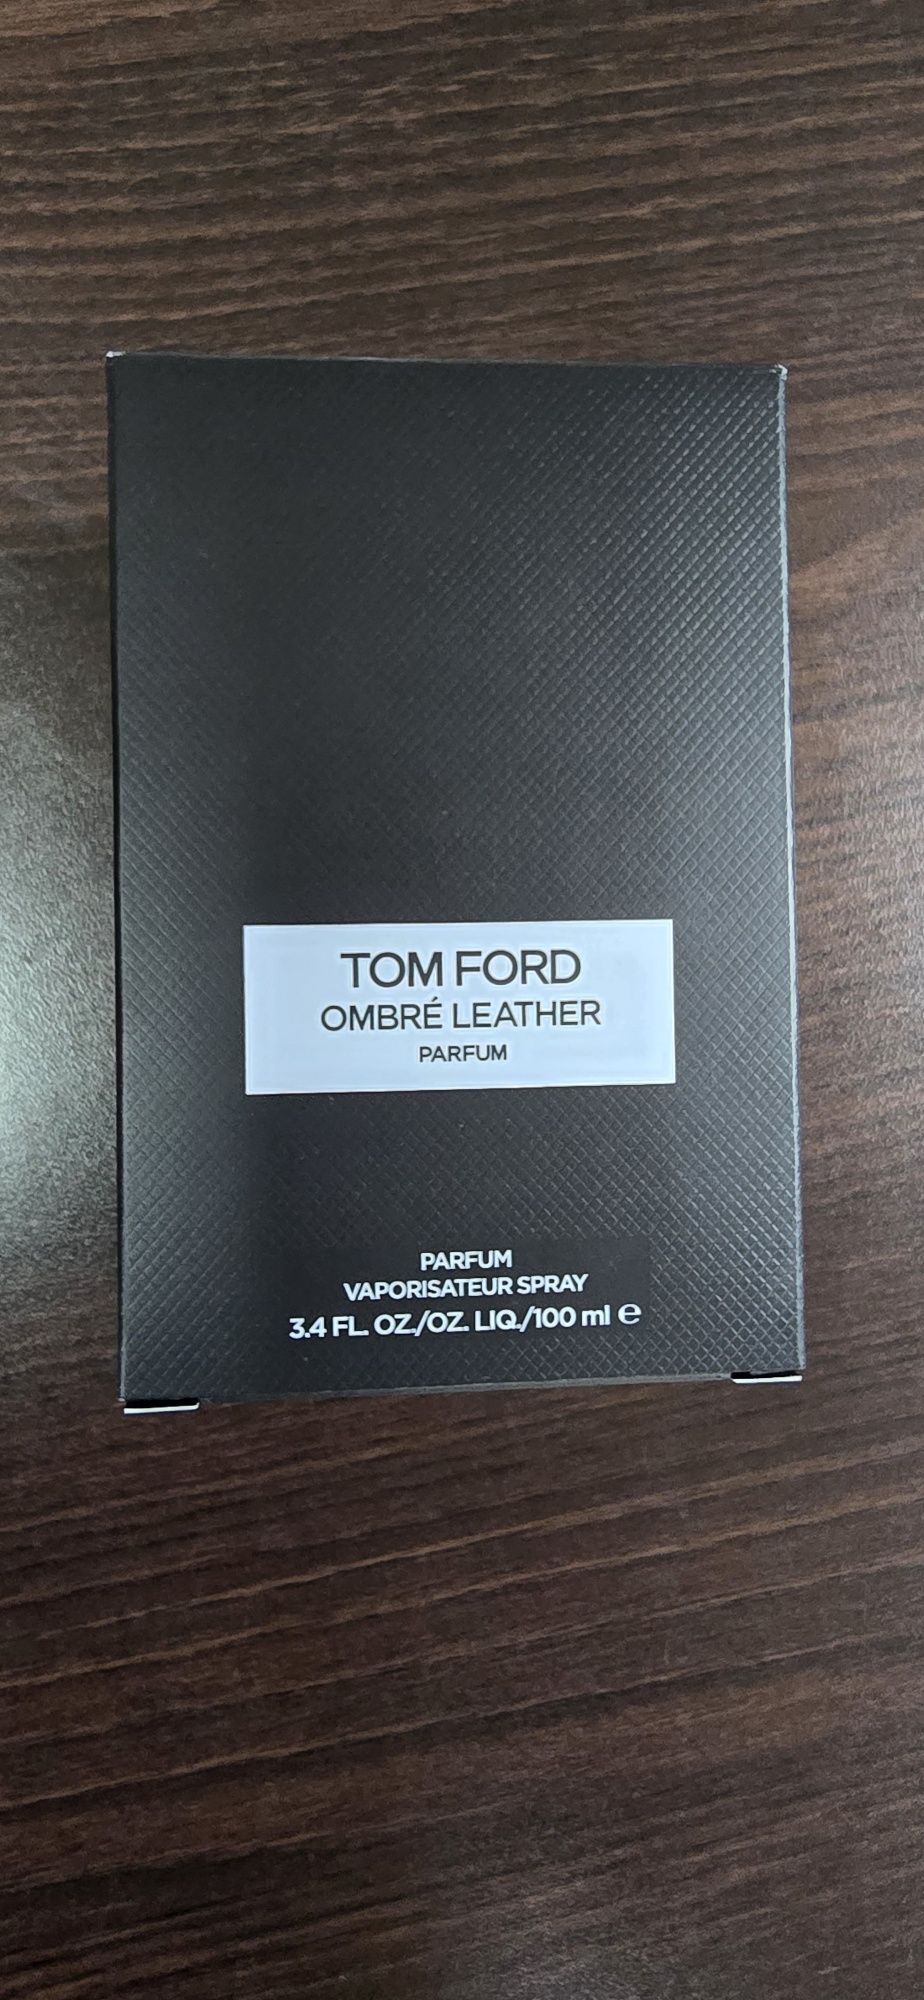 TOM FORD
OMBRÉ LEATHER
PARFUM
PARFUM
VAPORISATEUR SPRAY
3.4 FL. OZ./OZ. LIQ./100 ml ℮